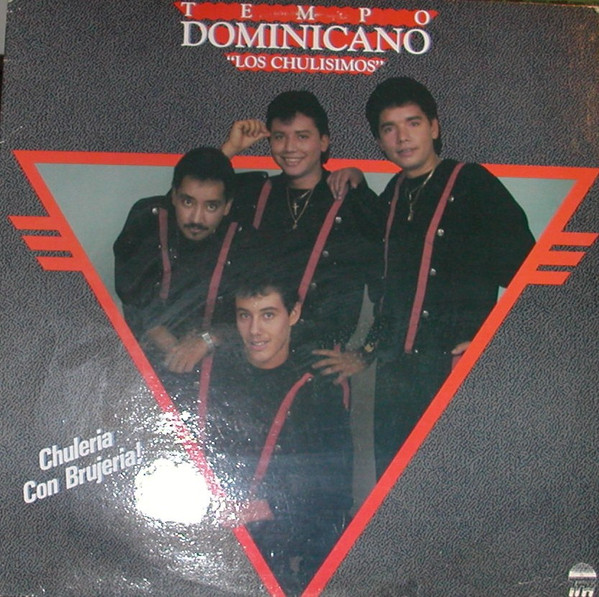 TEMPO
DOMINICANO
"LOS CHULISIMOS"
Chuleria
Con Brujeria!